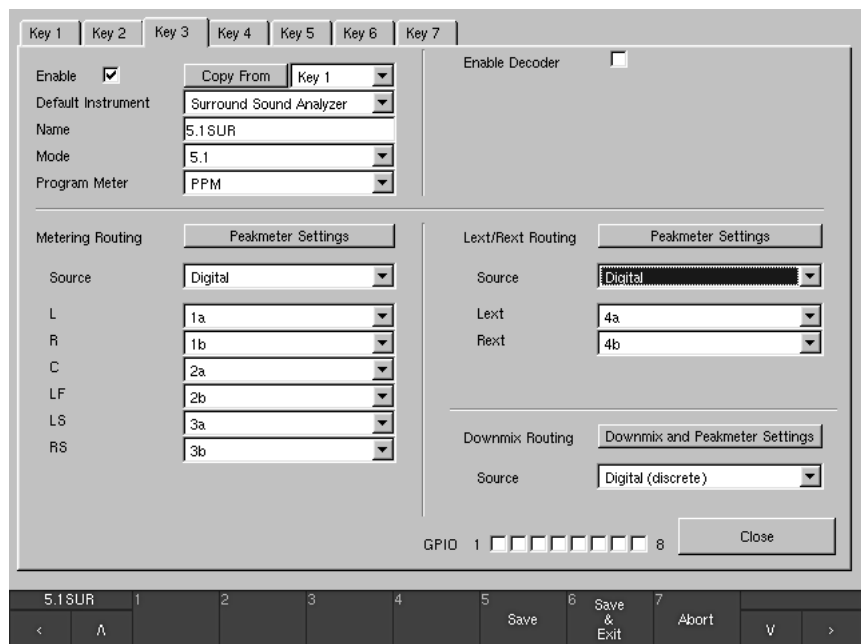 Key 1 Key 2 Key 3 Key 4 Key 5 Key 6 Key 7
Enable Copy From Key 1
Default Instrument Surround Sound Analyzer
Name 5.1SUR
Mode 5.1
Program Meter PPM
Enable Decoder
Metering Routing Peakmeter Settings
Source Digital
L 1a
R 1b
C 2a
LF 2b
LS 3a
RS 3b
Lext/Rext Routing Peakmeter Settings
Source Digital
Lext 4a
Rext 4b
Downmix Routing Downmix and Peakmeter Settings
Source Digital (discrete)
GPIO 1 8 Close
5.1SUR 1 2 3 4 5 Save 6 Save & Exit 7 Abort
< Λ V >